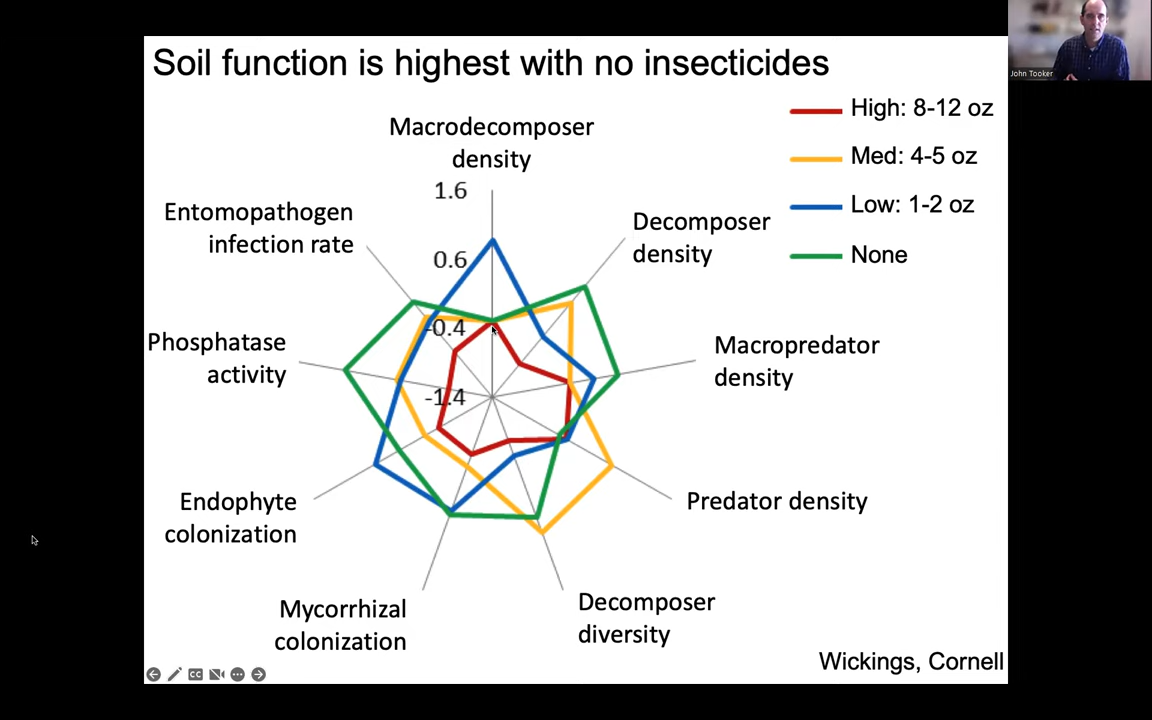 Soil function is highest with no insecticides
John Tooker
High: 8-12 oz
Med: 4-5 oz
Low: 1-2 oz
None
Macrodecomposer
density
1.6
0.6
-0.4
-1.4
Decomposer
density
Macropredator
density
Predator density
Decomposer
diversity
Mycorrhizal
colonization
Endophyte
colonization
Phosphatase
activity
Entomopathogen
infection rate
Wickings, Cornell
CC